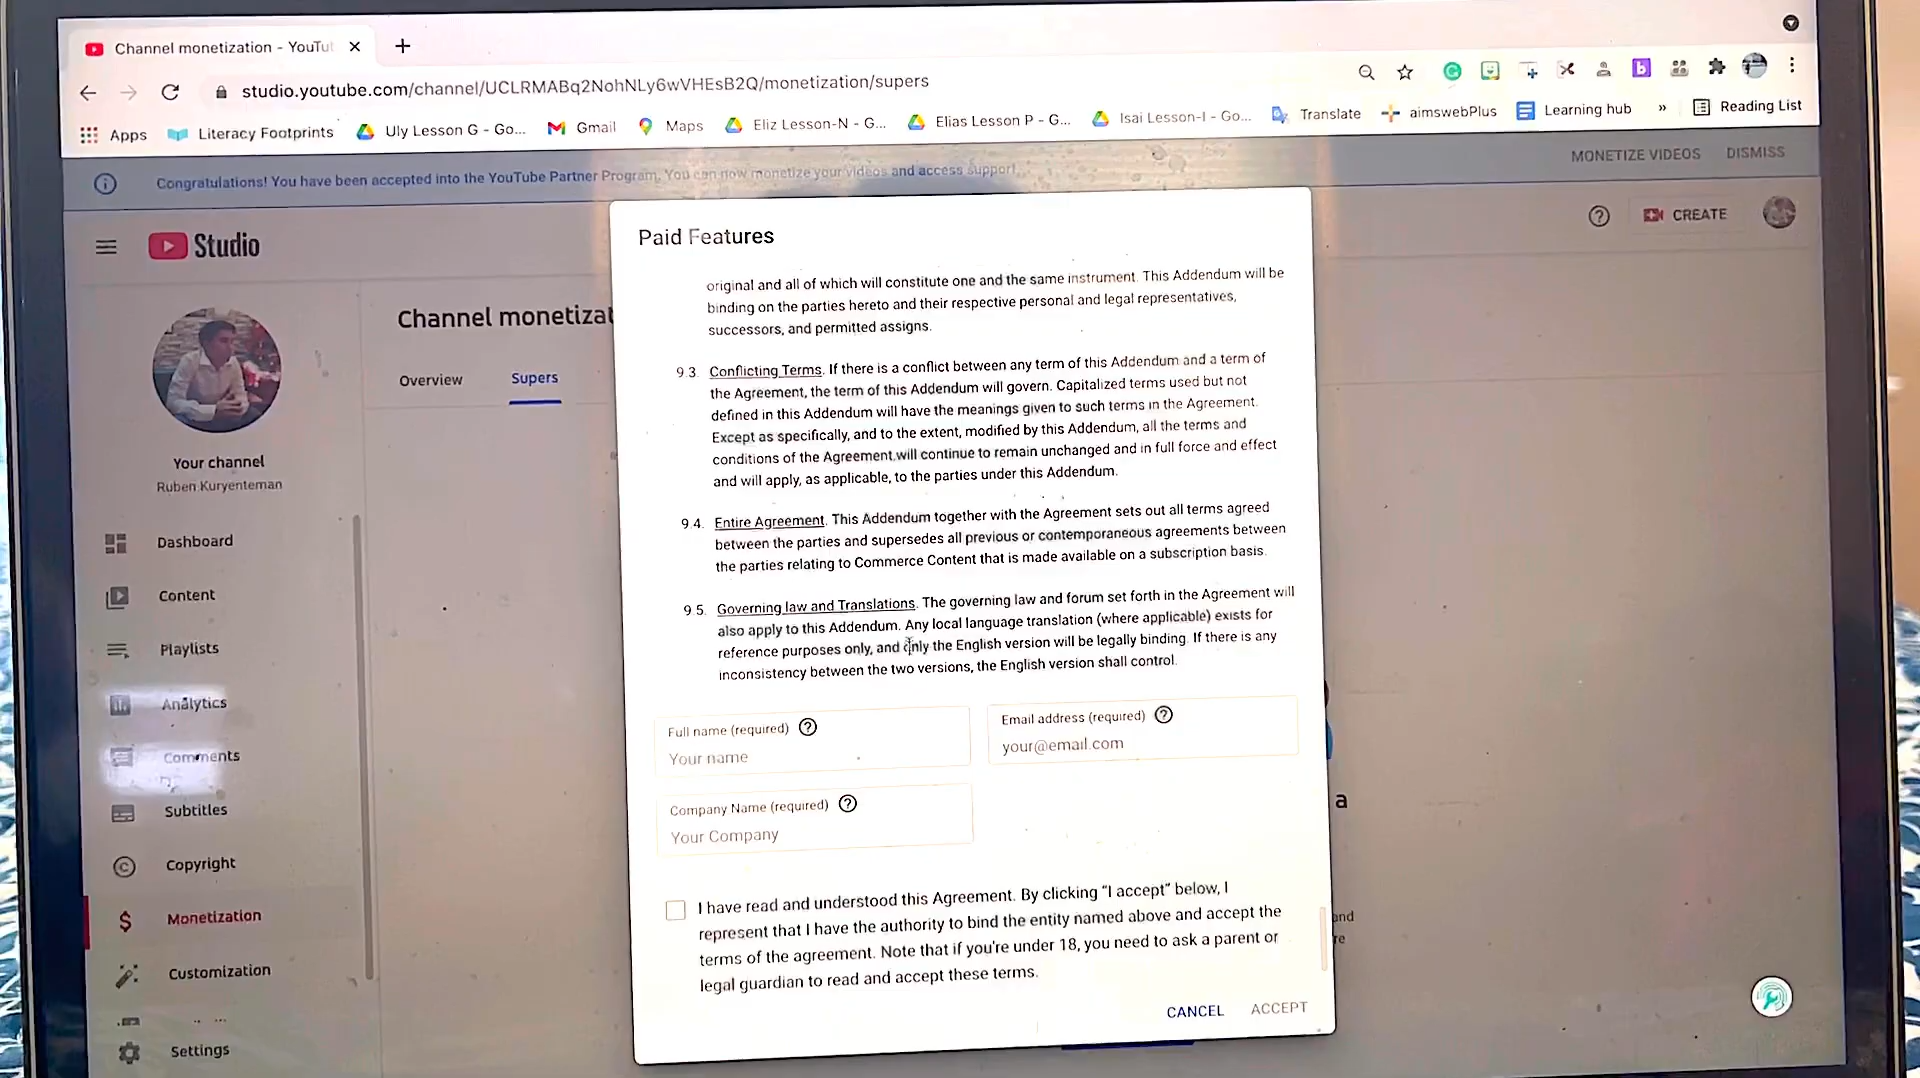 Channel monetization - YouTu
studio.youtube.com/channel/UCLRMABq2NohNLy6wVHEsB2Q/monetization/supers
Apps
Literacy Footprints
Uly Lesson G - Go...
Gmail
Maps
Eliz Lesson-N - G...
Elias Lesson P - G...
Isai Lesson-I - Go...
Translate
aimswebPlus
Learning hub
»
Reading List
Congratulations! You have been accepted into the YouTube Partner Program. You can now monetize your videos and access support.
MONETIZE VIDEOS
DISMISS
Studio
CREATE
Your channel
Ruben Kuryenteman
Dashboard
Content
Playlists
Analytics
Comments
Subtitles
Copyright
Monetization
Customization
Settings
Channel monetizat
Overview
Supers
Paid Features
original and all of which will constitute one and the same instrument. This Addendum will be
binding on the parties hereto and their respective personal and legal representatives,
successors, and permitted assigns.
9.3. Conflicting Terms. If there is a conflict between any term of this Addendum and a term of
the Agreement, the term of this Addendum will govern. Capitalized terms used but not
defined in this Addendum will have the meanings given to such terms in the Agreement.
Except as specifically, and to the extent, modified by this Addendum, all the terms and
conditions of the Agreement will continue to remain unchanged and in full force and effect
and will apply, as applicable, to the parties under this Addendum.
9.4. Entire Agreement. This Addendum together with the Agreement sets out all terms agreed
between the parties and supersedes all previous or contemporaneous agreements between
the parties relating to Commerce Content that is made available on a subscription basis.
9.5. Governing law and Translations. The governing law and forum set forth in the Agreement will
also apply to this Addendum. Any local language translation (where applicable) exists for
reference purposes only, and only the English version will be legally binding. If there is any
inconsistency between the two versions, the English version shall control.
Full name (required)
Your name
Email address (required)
your@email.com
Company Name (required)
Your Company
I have read and understood this Agreement. By clicking "I accept" below, I
represent that I have the authority to bind the entity named above and accept the
terms of the agreement. Note that if you're under 18, you need to ask a parent or
legal guardian to read and accept these terms.
CANCEL
ACCEPT
a
and
re